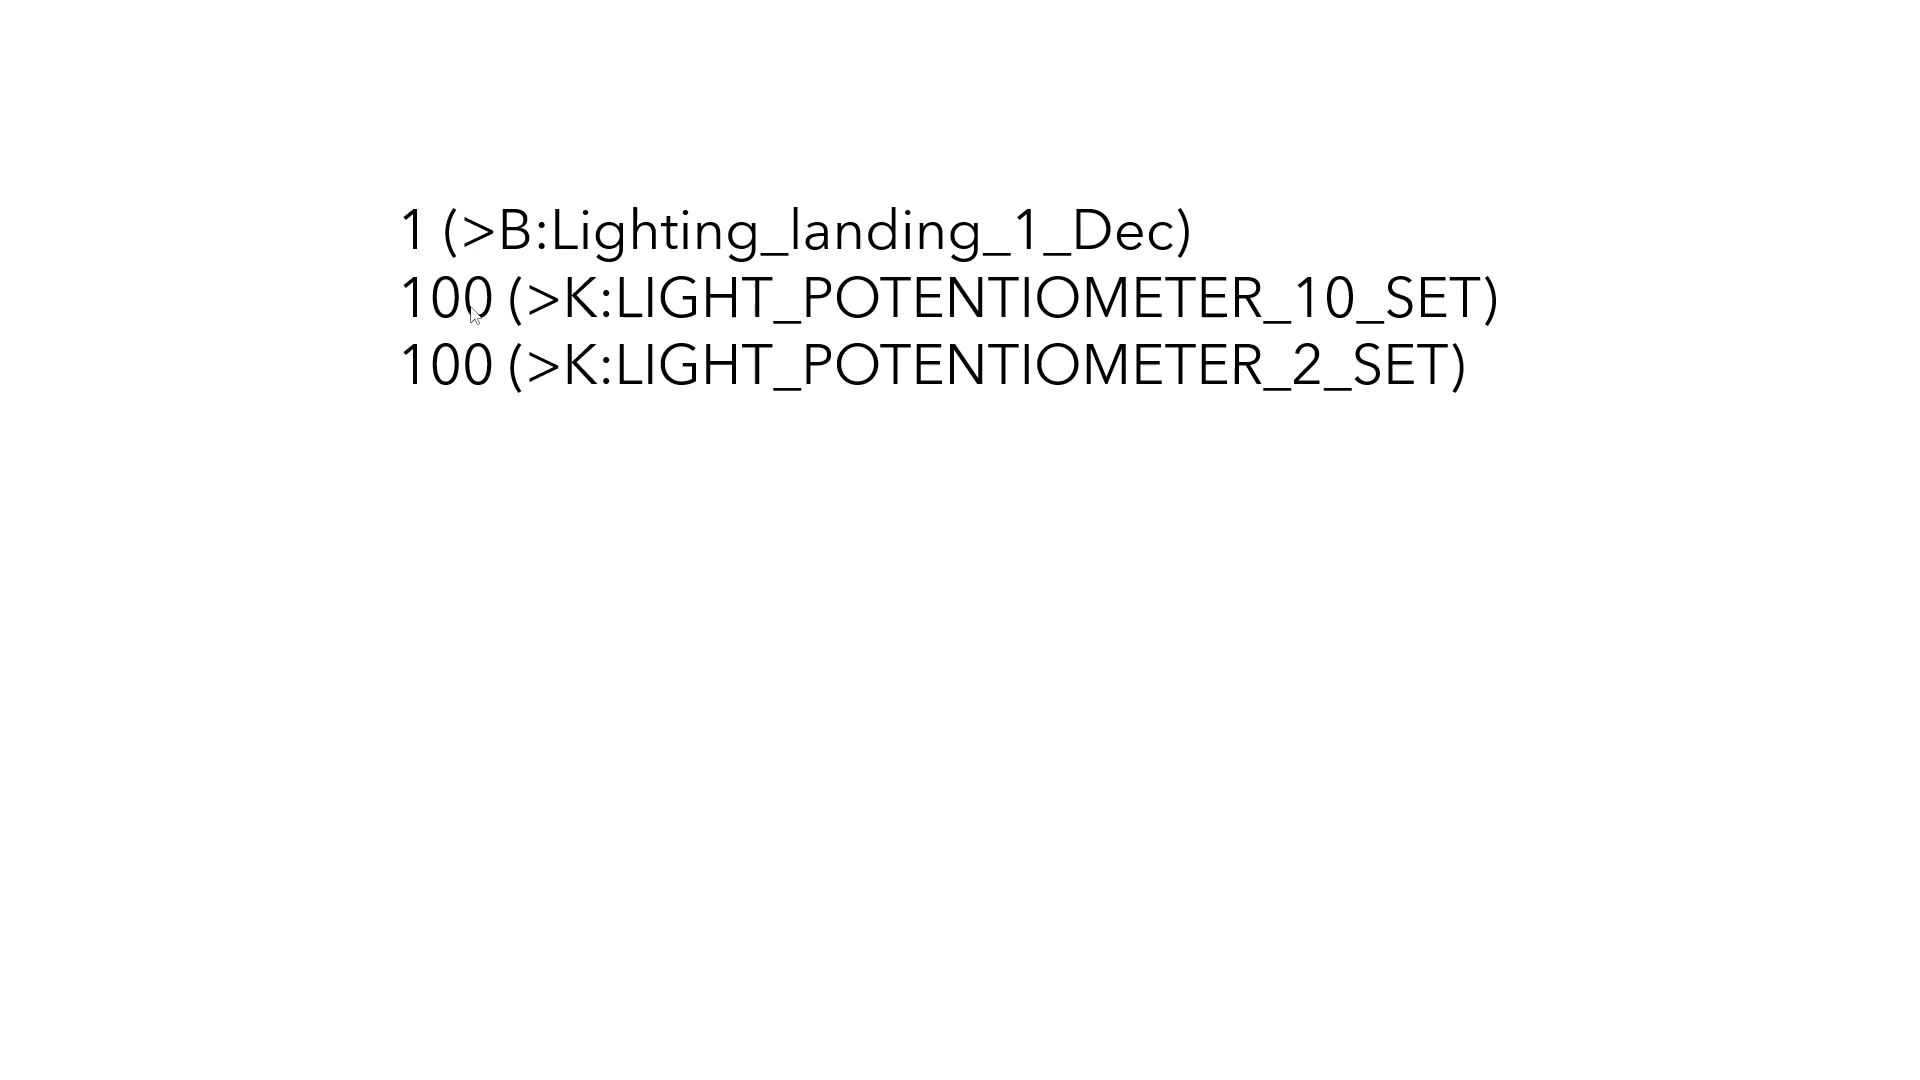 1 (>B:Lighting_landing_1_Dec)
100 (>K:LIGHT_POTENTIOMETER_10_SET)
100 (>K:LIGHT_POTENTIOMETER_2_SET)